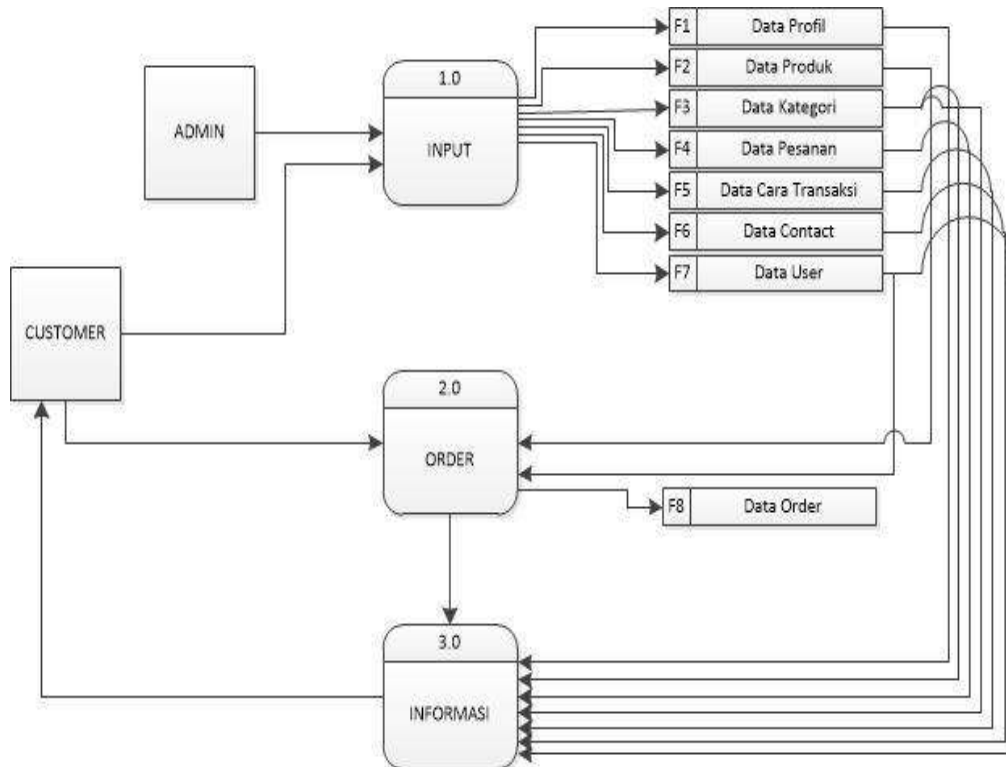 F1 Data Profil
F2 Data Produk
F3 Data Kategori
F4 Data Pesanan
F5 Data Cara Transaksi
F6 Data Contact
F7 Data User
1.0
INPUT
ADMIN
CUSTOMER
2.0
ORDER
F8 Data Order
3.0
INFORMASI